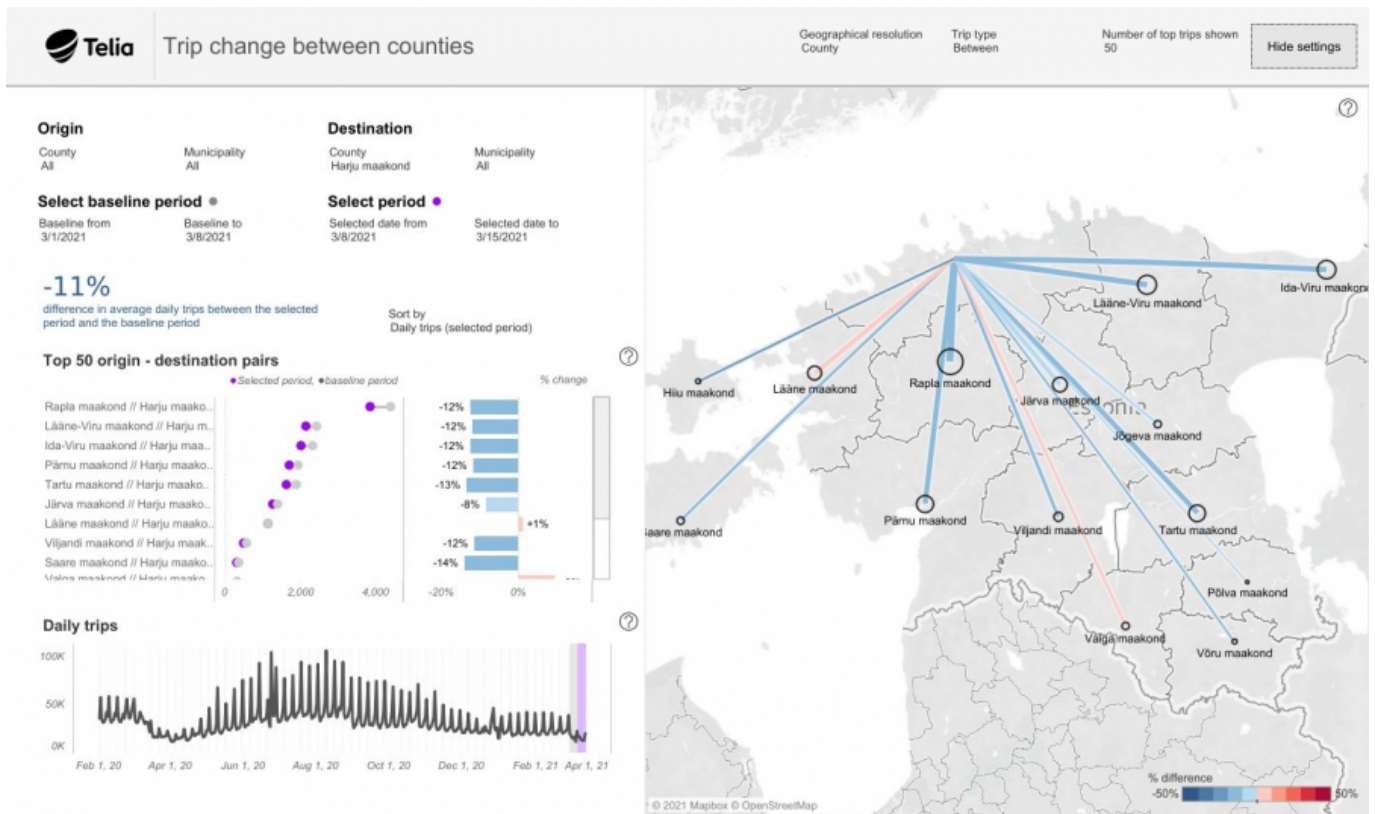 Telia
Trip change between counties
Geographical resolution
County
Trip type
Between
Number of top trips shown
50
Hide settings
Origin
County
All
Municipality
All
Destination
County
Harju maakond
Municipality
All
Select baseline period
Baseline from
3/1/2021
Baseline to
3/8/2021
Select period
Selected date from
3/8/2021
Selected date to
3/15/2021
-11%
difference in average daily trips between the selected
period and the baseline period
Sort by
Daily trips (selected period)
Top 50 origin - destination pairs
?
Selected period, baseline period
% change
Rapla maakond // Harju maako.. -12%
Lääne-Viru maakond // Harju m.. -12%
Ida-Viru maakond // Harju maa.. -12%
Pärnu maakond // Harju maako.. -12%
Tartu maakond // Harju maako.. -13%
Järva maakond // Harju maako.. -8%
Lääne maakond // Harju maako.. +1%
Viljandi maakond // Harju maak.. -12%
Saare maakond // Harju maako.. -14%
Valga maakond // Harju maako
0 2,000 4,000 -20% 0%
Daily trips
?
100K
50K
0K
Feb 1, 20 Apr 1, 20 Jun 1, 20 Aug 1, 20 Oct 1, 20 Dec 1, 20 Feb 1, 21 Apr 1, 21
?
Ida-Viru maakon
Lääne-Viru maakond
Hiiu maakond
Lääne maakond
Rapla maakond
Järva maakond
Estonia
Jõgeva maakond
Pärnu maakond
Saare maakond
Viljandi maakond
Tartu maakond
Põlva maakond
Valga maakond
Võru maakond
% difference
-50% 50%
© 2021 Mapbox © OpenStreetMap